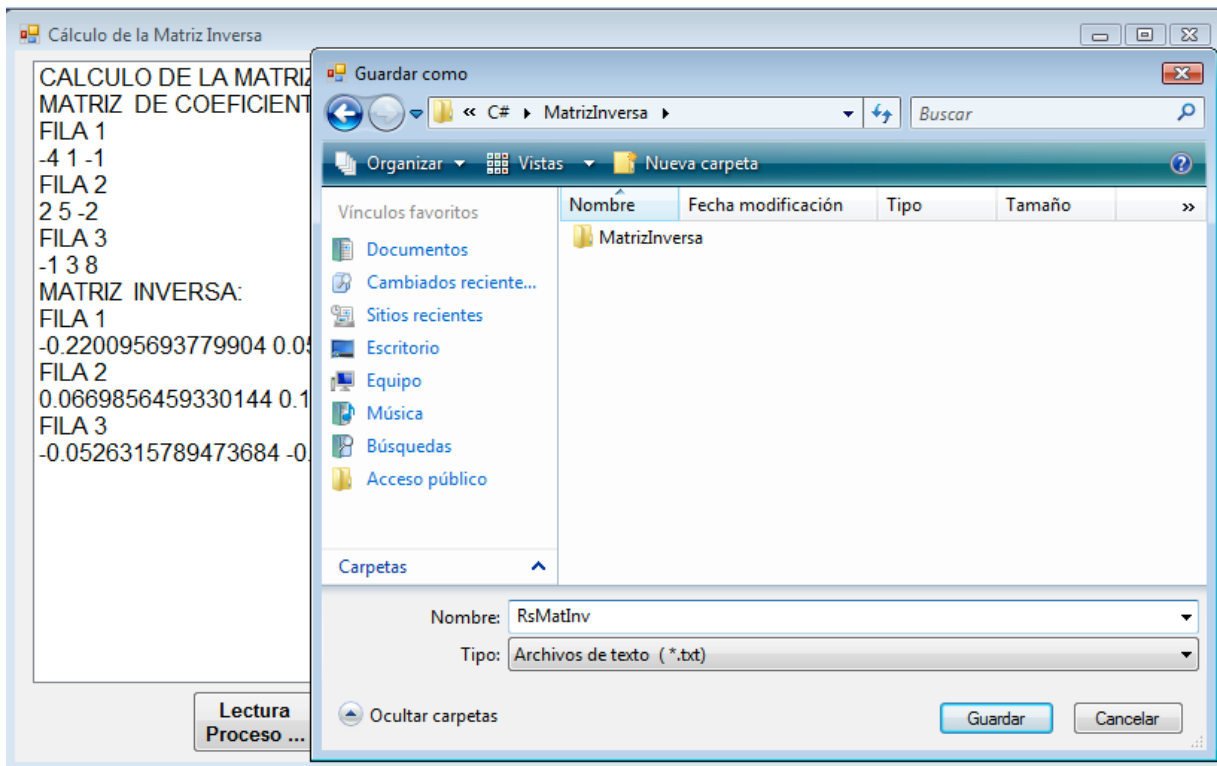 Cálculo de la Matriz Inversa
CALCULO DE LA MATRIZ
MATRIZ DE COEFICIENT
FILA 1
-4 1 -1
FILA 2
2 5 -2
FILA 3
-1 3 8
MATRIZ INVERSA:
FILA 1
-0.220095693779904 0.05
FILA 2
0.0669856459330144 0.1
FILA 3
-0.0526315789473684 -0.
Lectura
Proceso ...
Guardar como
« C# MatrizInversa
Buscar
Organizar Vistas Nueva carpeta
Vínculos favoritos
Documentos
Cambiados reciente...
Sitios recientes
Escritorio
Equipo
Música
Búsquedas
Acceso público
Carpetas
Nombre Fecha modificación Tipo Tamaño »
MatrizInversa
Nombre: RsMatInv
Tipo: Archivos de texto ( *.txt)
Ocultar carpetas Guardar Cancelar